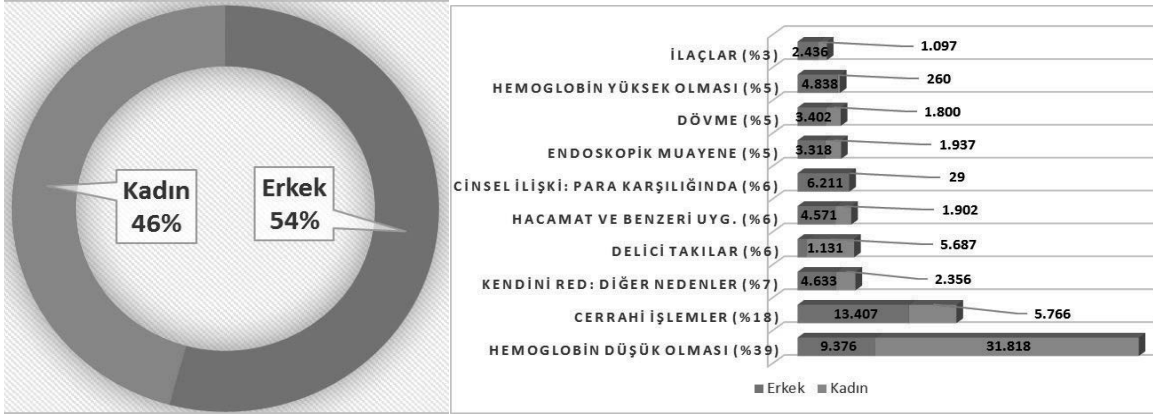 Kadın
46%
Erkek
54%
İLAÇLAR (%3)
2.436
1.097
HEMOGLOBİN YÜKSEK OLMASI (%5)
4.838
260
DÖVME (%5)
3.402
1.800
ENDOSKOPİK MUAYENE (%5)
3.318
1.937
CİNSEL İLİŞKİ: PARA KARŞILIĞINDA (%6)
6.211
29
HACAMAT VE BENZERİ UYG. (%6)
4.571
1.902
DELİCİ TAKILAR (%6)
1.131
5.687
KENDİNİ RED: DİĞER NEDENLER (%7)
4.633
2.356
CERRAHİ İŞLEMLER (%18)
13.407
5.766
HEMOGLOBİN DÜŞÜK OLMASI (%39)
9.376
31.818
Erkek
Kadın